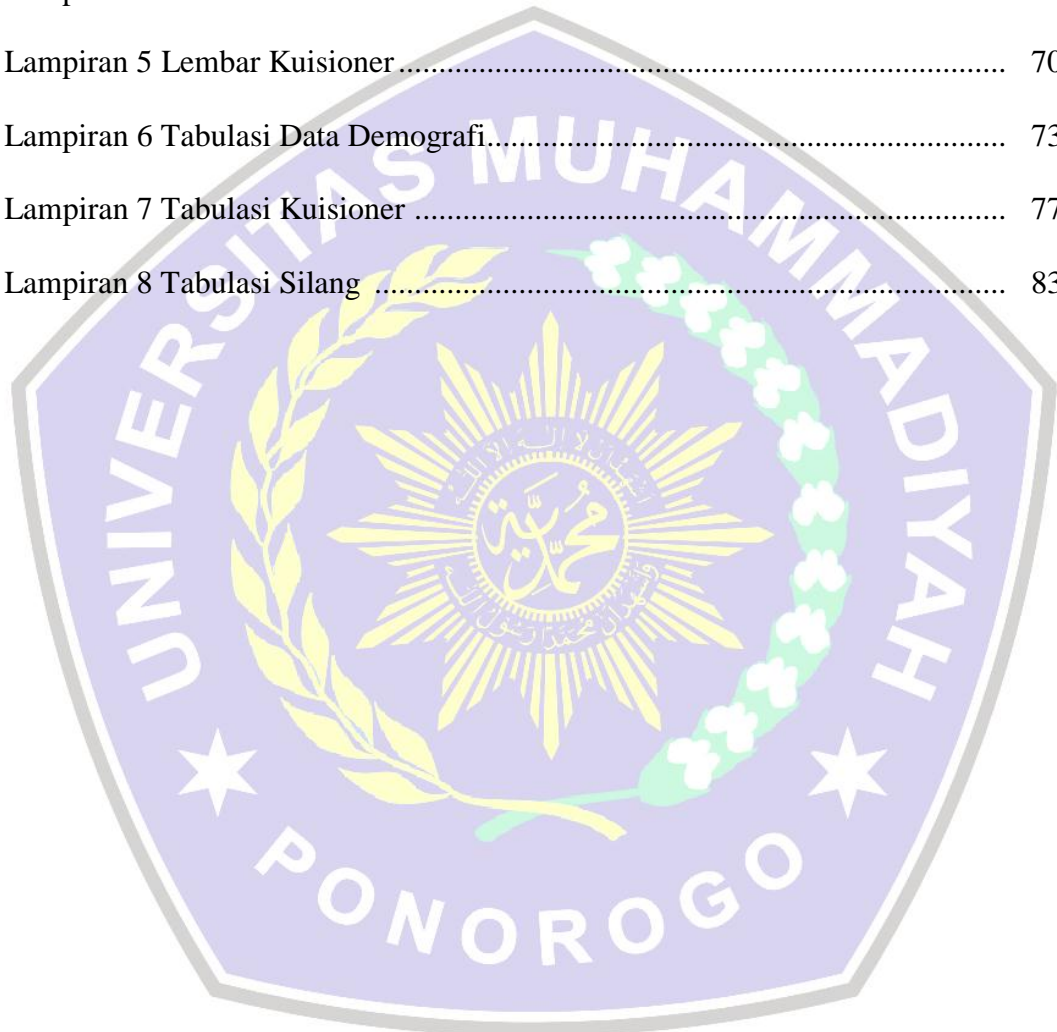 Lampiran 5 Lembar Kuisioner ........................................................................... 70
Lampiran 6 Tabulasi Data Demografi................................................................ 73
Lampiran 7 Tabulasi Kuisioner ......................................................................... 77
Lampiran 8 Tabulasi Silang .............................................................................. 83
UNIVERSITAS MUHAMMADIYAH
PONOROGO
محمدية